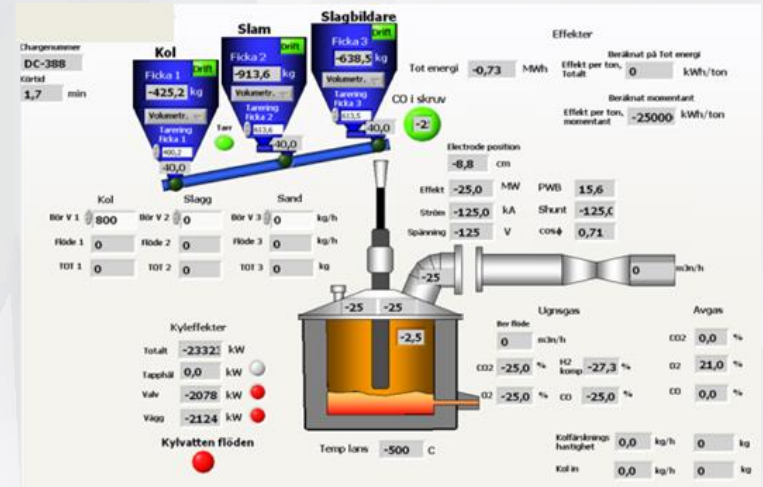 Chargenummer
DC-388
Körtid
1,7 min
Kol
Ficka 1
Drift
-425,2 kg
Volumetr.
Tarering
Ficka 1
400,2
-40,0
Slam
Ficka 2
Drift
-913,6 kg
Volumetr.
Tarering
Ficka 2
613,6
-40,0
Tarr
Slagbildare
Ficka 3
Drift
-638,5 kg
Volumetr.
Tarering
Ficka 3
613,5
-40,0
CO i skruv
-2
Tot energi -0,73 MWh
Effekter
Beräknat på Tot energi
Effekt per ton,
Totalt 0 kWh/ton
Beräknat momentant
Effekt per ton,
momentant -25000 kWh/ton
Electrode position
-8,8 cm
Effekt -25,0 MW PWB 15,6
Ström -125,0 kA Shunt -125,0
Spänning -125 V cosϕ 0,71
Kol Slagg Sand
Bör V 1 800 Bör V 2 0 Bör V 3 0 kg/h
Flöde 1 0 Flöde 2 0 Flöde 3 0 kg/h
TOT 1 0 TOT 2 0 TOT 3 0 kg
-25
0 m3n/h
-25 -25
-2,5
Kyleffekter
Totalt -2332 kW
Tapphål 0,0 kW
Valv -2078 kW
Vägg -2124 kW
Kylvatten flöden
Temp lans -500 C
Ugnsgas
Ber flöde
0 m3n/h
CO2 -25,0 % H2 komp -27,3 %
O2 -25,0 % CO -25,0 %
Avgas
CO2 0,0 %
O2 21,0 %
CO 0,0 %
Kolfärsknings
hastighet 0,0 kg/h 0 kg
Kol in 0,0 kg/h 0 kg